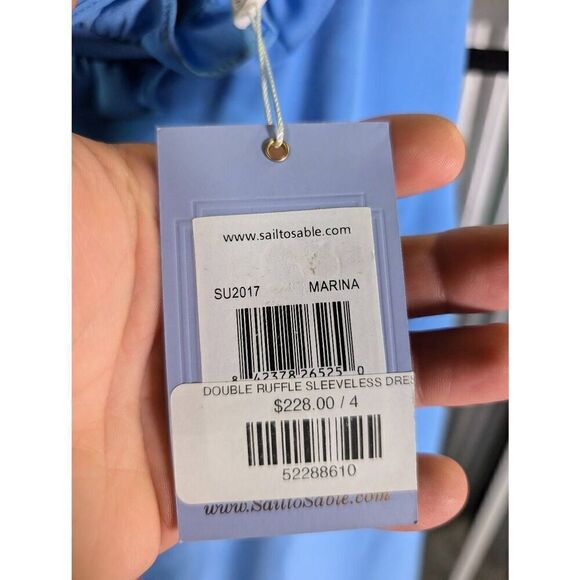 www.sailtosable.com
SU2017 MARINA
8 42378 26525 0
DOUBLE RUFFLE SLEEVELESS DRES
$228.00 / 4
52288610
www.SailtoSable.com